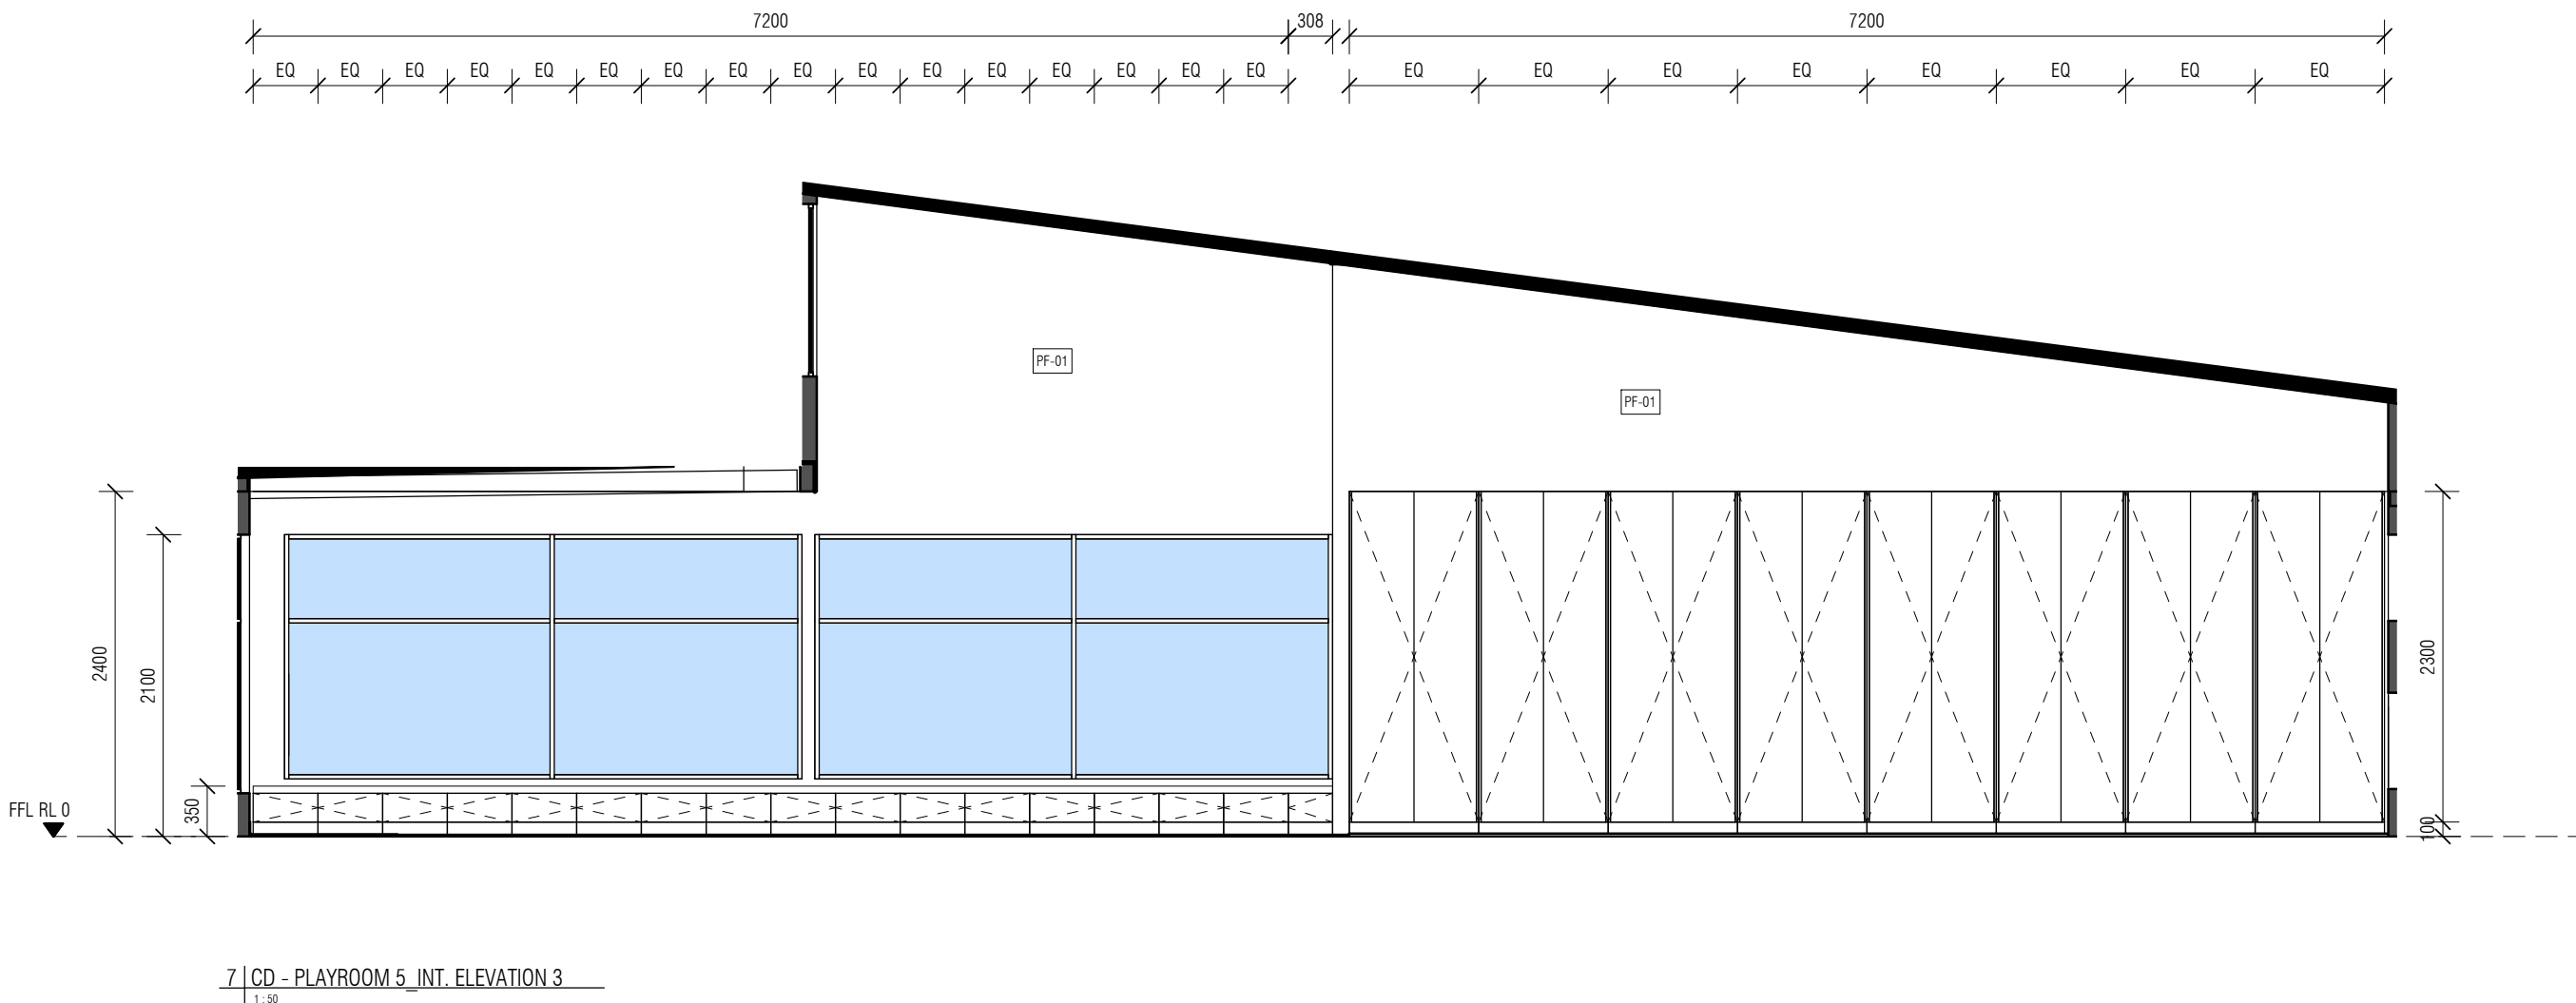 7200 308 7200
EQ EQ EQ EQ EQ EQ EQ EQ EQ EQ EQ EQ EQ EQ EQ EQ EQ EQ EQ EQ EQ EQ EQ EQ
PF-01
PF-01
2400
2100
350
2300
100
FFL RL 0
7 CD - PLAYROOM 5_INT. ELEVATION 3
1 : 50